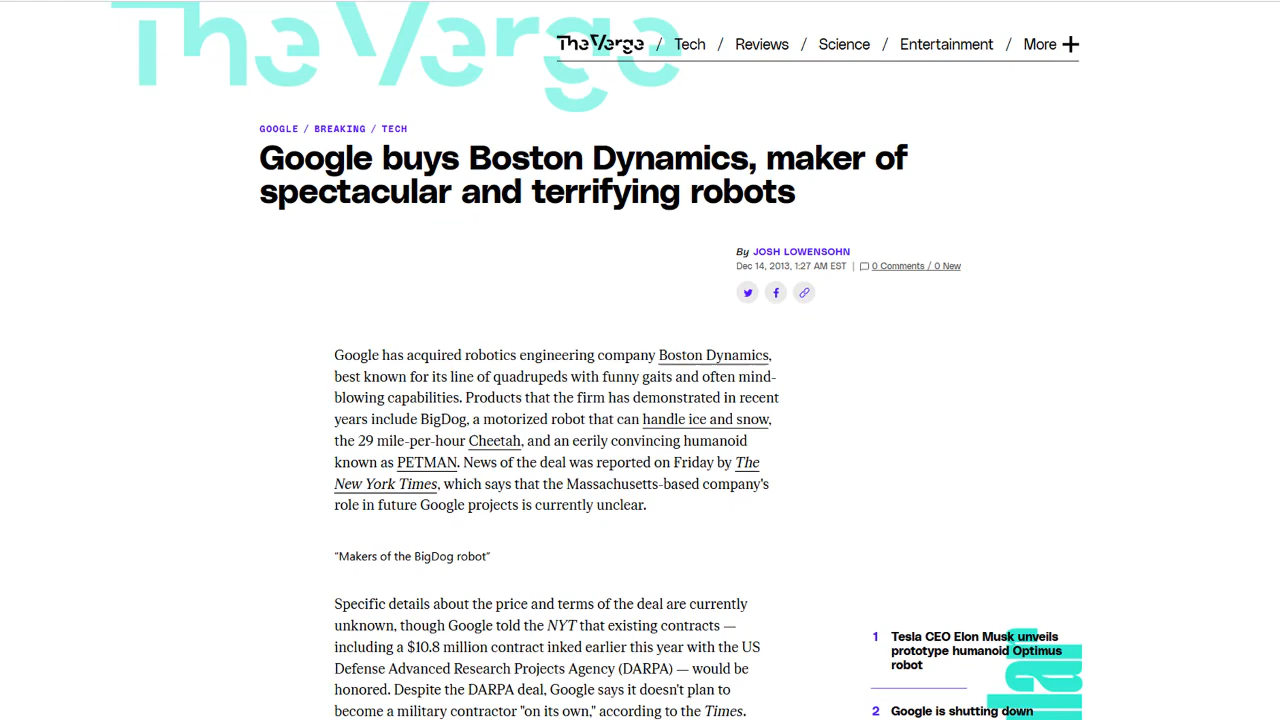 The Verge
The Verge / Tech / Reviews / Science / Entertainment / More +
GOOGLE / BREAKING / TECH
Google buys Boston Dynamics, maker of
spectacular and terrifying robots
By JOSH LOWENSOHN
Dec 14, 2013, 1:27 AM EST | 0 Comments / 0 New
Google has acquired robotics engineering company Boston Dynamics,
best known for its line of quadrupeds with funny gaits and often mind-
blowing capabilities. Products that the firm has demonstrated in recent
years include BigDog, a motorized robot that can handle ice and snow,
the 29 mile-per-hour Cheetah, and an eerily convincing humanoid
known as PETMAN. News of the deal was reported on Friday by The
New York Times, which says that the Massachusetts-based company's
role in future Google projects is currently unclear.
"Makers of the BigDog robot"
Specific details about the price and terms of the deal are currently
unknown, though Google told the NYT that existing contracts —
including a $10.8 million contract inked earlier this year with the US
Defense Advanced Research Projects Agency (DARPA) — would be
honored. Despite the DARPA deal, Google says it doesn't plan to
become a military contractor "on its own," according to the Times.
1 Tesla CEO Elon Musk unveils
prototype humanoid Optimus
robot
2 Google is shutting down